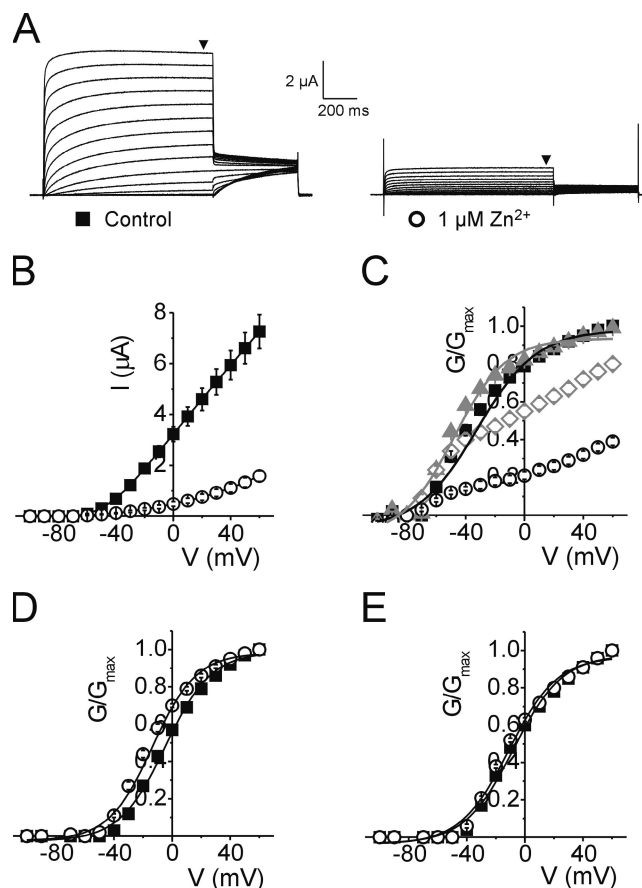 A
2 µA
200 ms
■ Control
○ 1 µM Zn²⁺
B
I (µA)
8
6
4
2
-80 -40 0 40
V (mV)
C
G/Gmax
1.0
0.8
0.6
0.4
0.2
-80 -40 0 40
V (mV)
D
G/Gmax
1.0
0.8
0.6
0.4
0.2
-80 -40 0 40
V (mV)
E
G/Gmax
1.0
0.8
0.6
0.4
0.2
-80 -40 0 40
V (mV)